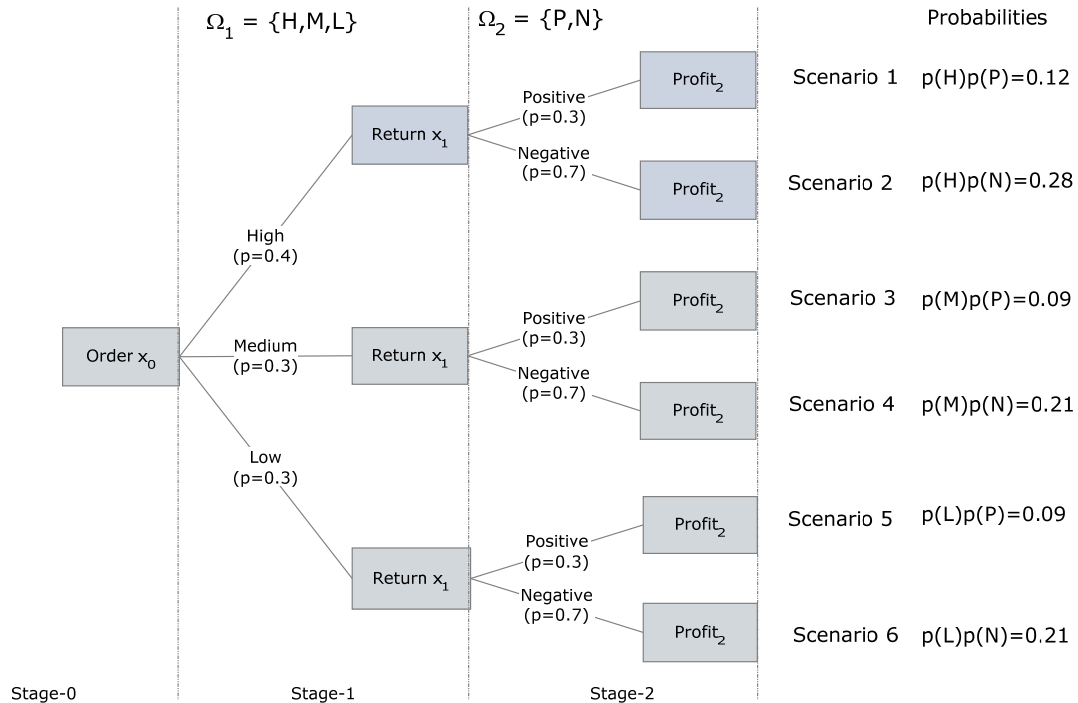 Ω₁ = {H,M,L}
Ω₂ = {P,N}
Probabilities
Profit₂
Scenario 1
p(H)p(P)=0.12
Positive
(p=0.3)
Return x₁
Negative
(p=0.7)
Profit₂
Scenario 2
p(H)p(N)=0.28
High
(p=0.4)
Profit₂
Scenario 3
p(M)p(P)=0.09
Positive
(p=0.3)
Order x₀
Medium
(p=0.3)
Return x₁
Negative
(p=0.7)
Profit₂
Scenario 4
p(M)p(N)=0.21
Low
(p=0.3)
Profit₂
Scenario 5
p(L)p(P)=0.09
Positive
(p=0.3)
Return x₁
Negative
(p=0.7)
Profit₂
Scenario 6
p(L)p(N)=0.21
Stage-0
Stage-1
Stage-2